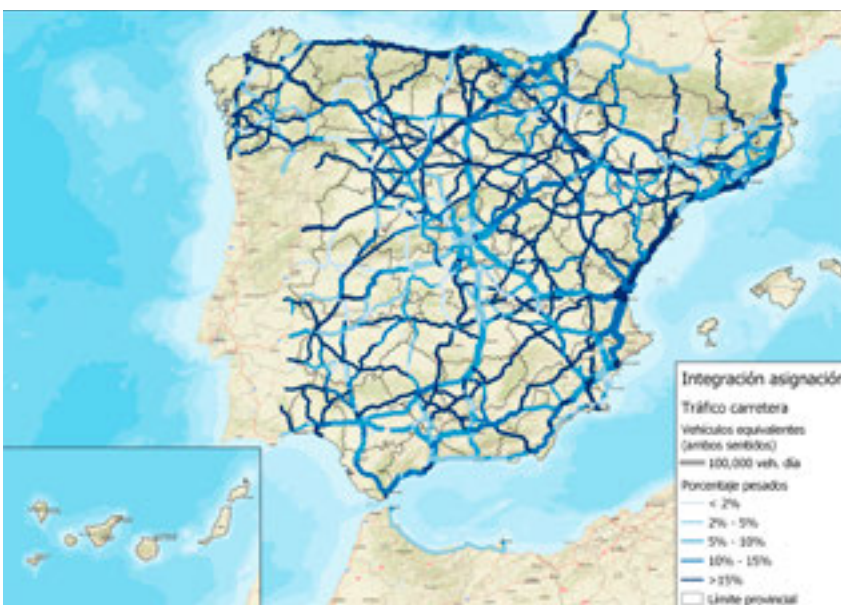 Integración asignación
Tráfico carretera
Vehículos equivalentes
(ambos sentidos)
100,000 veh. día
Porcentaje pesados
< 2%
2% - 5%
5% - 10%
10% - 15%
>15%
Límite provincial